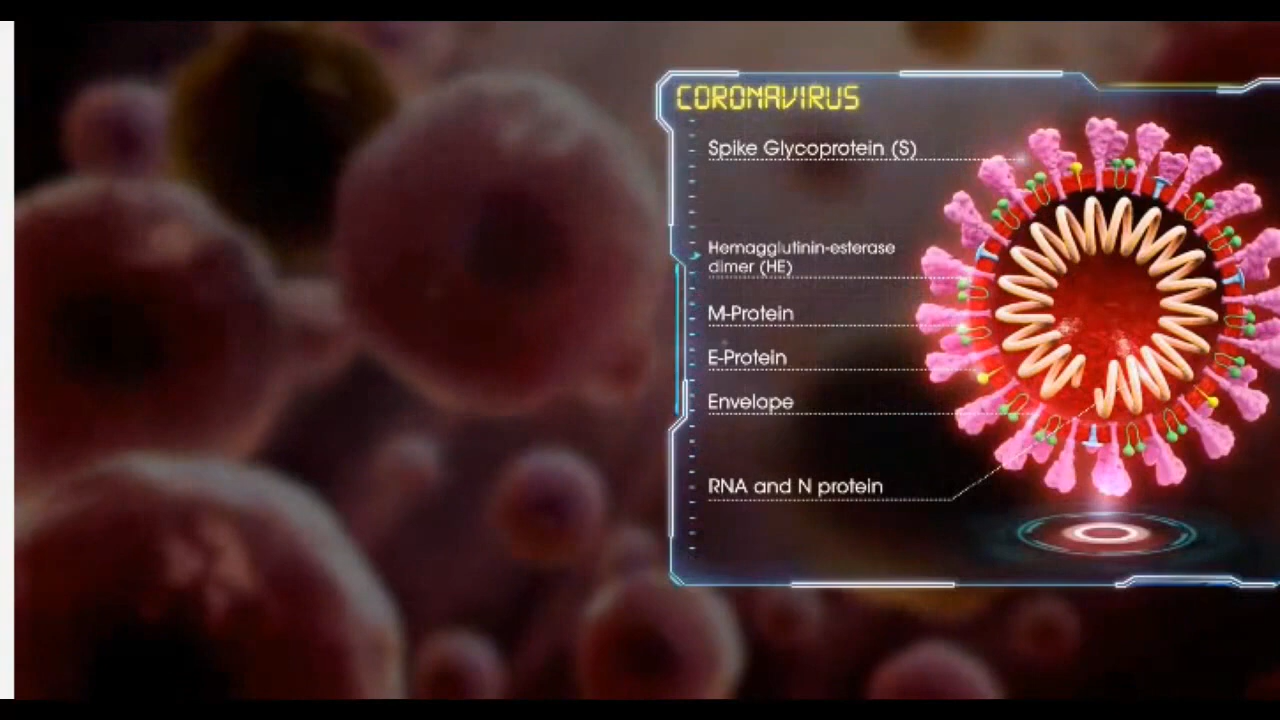 CORONAVIRUS
Spike Glycoprotein (S)
Hemagglutinin-esterase
dimer (HE)
M-Protein
E-Protein
Envelope
RNA and N protein